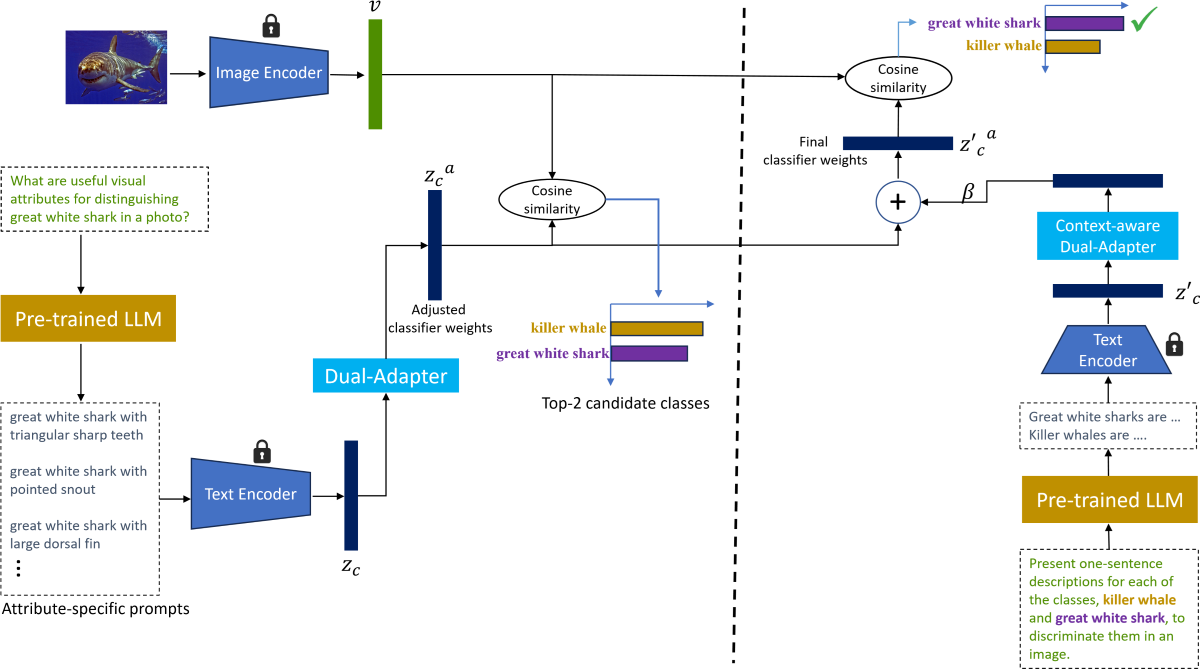 v
Image Encoder
What are useful visual
attributes for distinguishing
great white shark in a photo?
Pre-trained LLM
great white shark with
triangular sharp teeth
great white shark with
pointed snout
great white shark with
large dorsal fin
⋮
Attribute-specific prompts
Text Encoder
z_c
Dual-Adapter
z_c^a
Adjusted
classifier weights
Cosine
similarity
killer whale
great white shark
Top-2 candidate classes
great white shark
killer whale
Cosine
similarity
Final
classifier weights
z'_c^a
+
β
Context-aware
Dual-Adapter
z'_c
Text
Encoder
Great white sharks are ...
Killer whales are ....
Pre-trained LLM
Present one-sentence
descriptions for each of
the classes, killer whale
and great white shark, to
discriminate them in an
image.